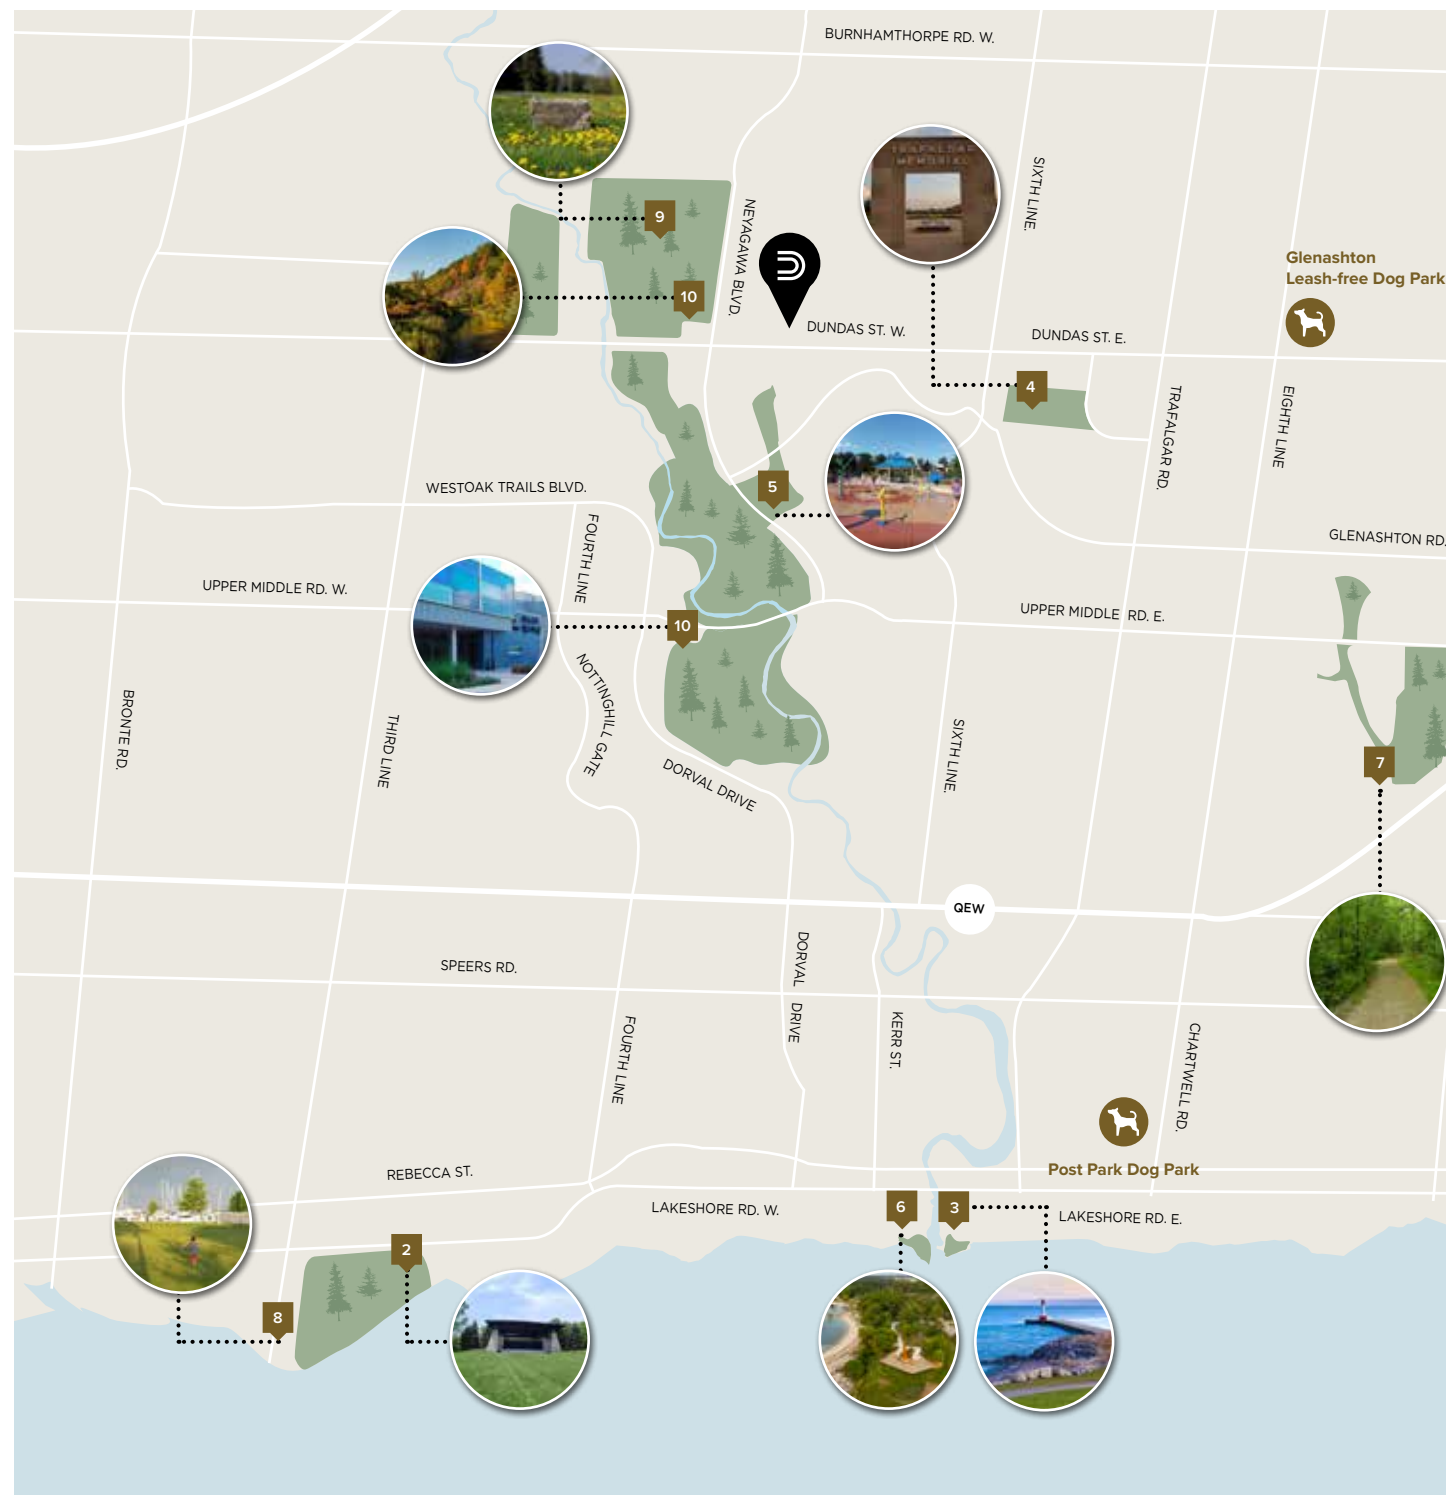 BURNHAMTHORPE RD. W.
TRAFALGAR
MEMORIAL
SIXTH LINE.
NEYAGAWA BLVD.
9
Glenashton
Leash-free Dog Park
10
DUNDAS ST. W.
DUNDAS ST. E.
4
TRAFALGAR RD.
EIGHTH LINE
WESTOAK TRAILS BLVD.
5
FOURTH LINE
GLENASHTON RD.
UPPER MIDDLE RD. W.
UPPER MIDDLE RD. E.
10
NOTTINGHILL GATE
BRONTE RD.
THIRD LINE
SIXTH LINE.
DORVAL DRIVE
7
QEW
SPEERS RD.
DORVAL DRIVE
KERR ST.
FOURTH LINE
CHARTWELL RD.
Post Park Dog Park
REBECCA ST.
LAKESHORE RD. W.
6
3
LAKESHORE RD. E.
2
8